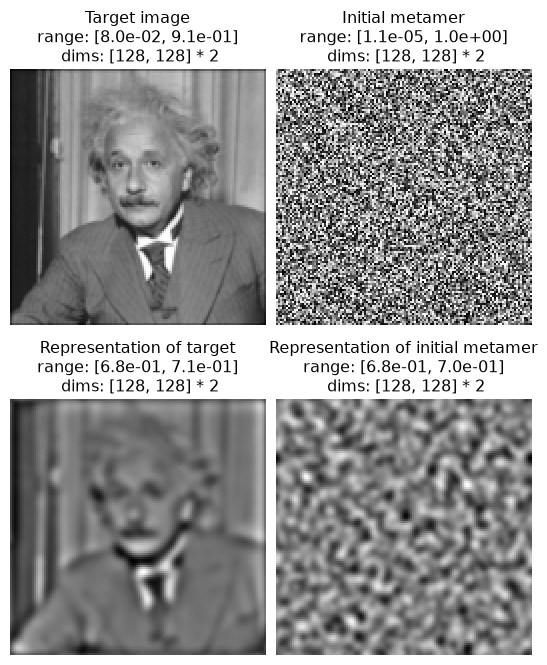 Target image
range: [8.0e-02, 9.1e-01]
dims: [128, 128] * 2
Initial metamer
range: [1.1e-05, 1.0e+00]
dims: [128, 128] * 2
Representation of target
range: [6.8e-01, 7.1e-01]
dims: [128, 128] * 2
Representation of initial metamer
range: [6.8e-01, 7.0e-01]
dims: [128, 128] * 2